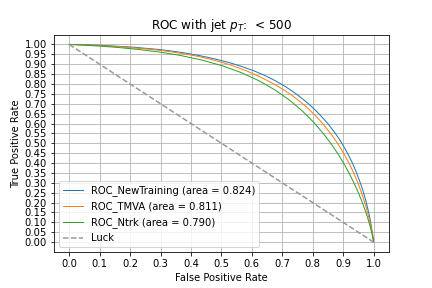 ROC with jet pT: < 500
True Positive Rate
1.00
0.95
0.90
0.85
0.80
0.75
0.70
0.65
0.60
0.55
0.50
0.45
0.40
0.35
0.30
0.25
0.20
0.15
0.10
0.05
0.00
ROC_NewTraining (area = 0.824)
ROC_TMVA (area = 0.811)
ROC_Ntrk (area = 0.790)
Luck
0.0 0.1 0.2 0.3 0.4 0.5 0.6 0.7 0.8 0.9 1.0
False Positive Rate